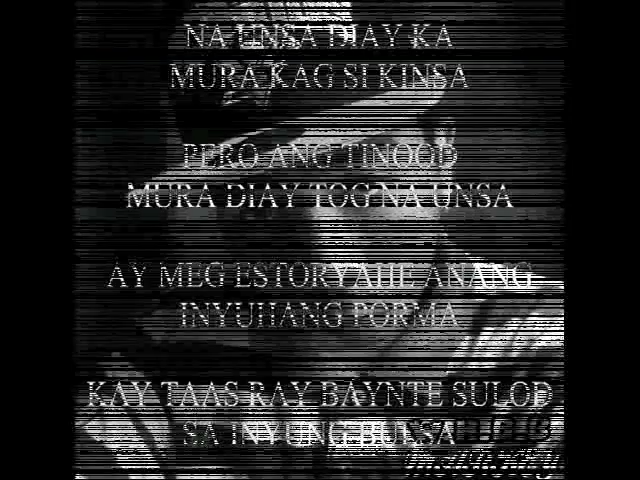 NA UNSA DIAY KA
MURA KAG SI KINSA
PERO ANG TINOOD
MURA DIAY TOG NA UNSA
AY MEG ESTORYAHE ANANG
INYUHANG PORMA
KAY TAAS RAY BAYNTE SULOD
SA INYUNG BULSA